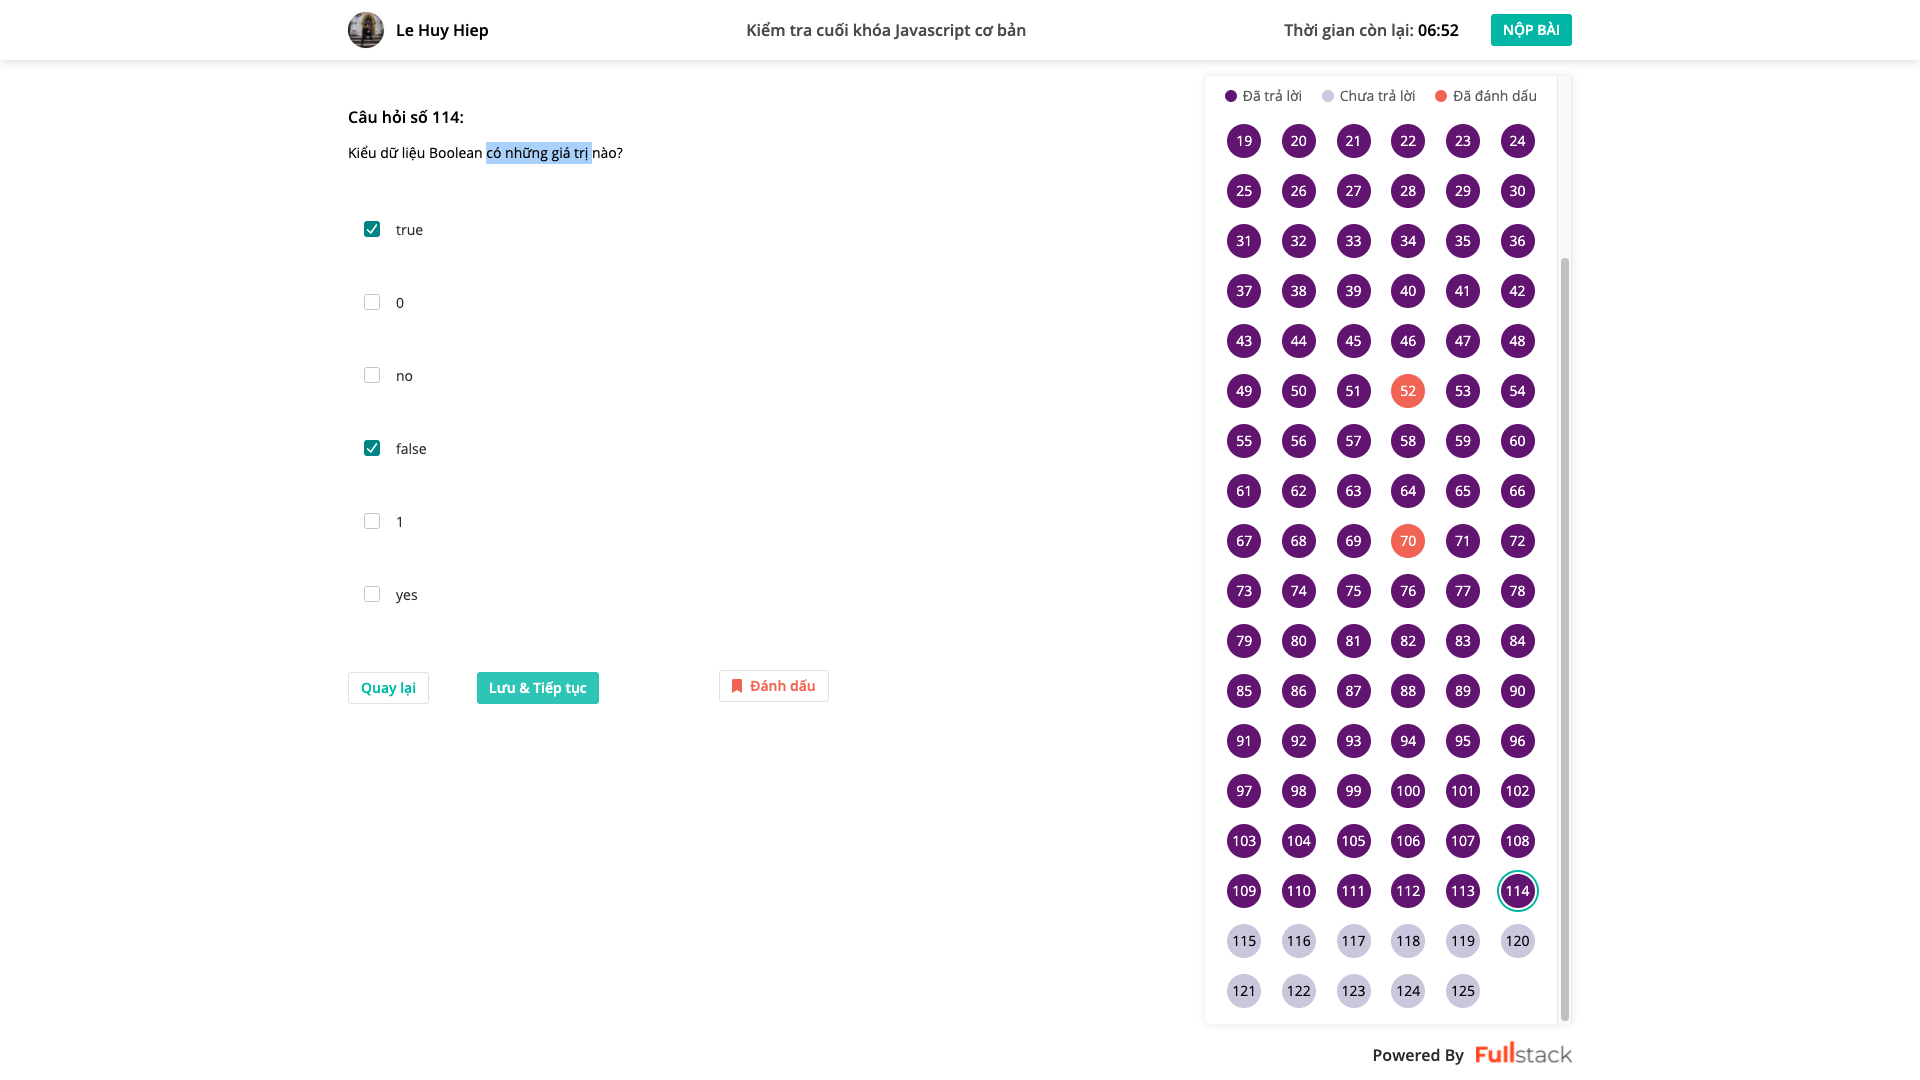 Le Huy Hiep
Kiểm tra cuối khóa Javascript cơ bản
Thời gian còn lại: 06:52
NỘP BÀI
Câu hỏi số 114:
Kiểu dữ liệu Boolean có những giá trị nào?
true
0
no
false
1
yes
Quay lại
Lưu & Tiếp tục
Đánh dấu
Đã trả lời
Chưa trả lời
Đã đánh dấu
19 20 21 22 23 24
25 26 27 28 29 30
31 32 33 34 35 36
37 38 39 40 41 42
43 44 45 46 47 48
49 50 51 52 53 54
55 56 57 58 59 60
61 62 63 64 65 66
67 68 69 70 71 72
73 74 75 76 77 78
79 80 81 82 83 84
85 86 87 88 89 90
91 92 93 94 95 96
97 98 99 100 101 102
103 104 105 106 107 108
109 110 111 112 113 114
115 116 117 118 119 120
121 122 123 124 125
Powered By Fullstack